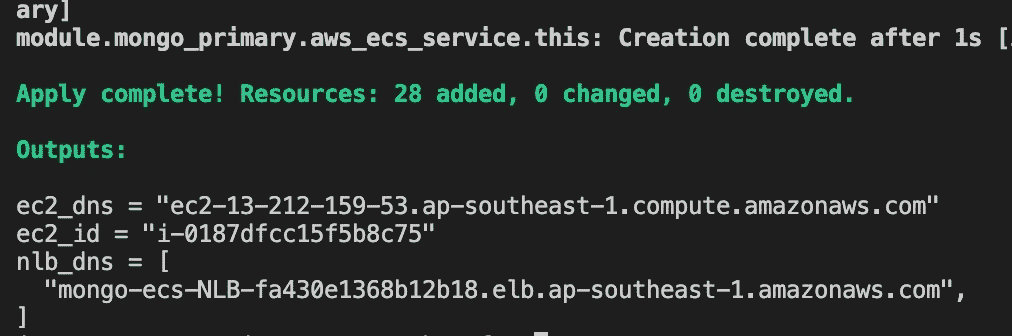 ary]
module.mongo_primary.aws_ecs_service.this: Creation complete after 1s [
Apply complete! Resources: 28 added, 0 changed, 0 destroyed.
Outputs:
ec2_dns = "ec2-13-212-159-53.ap-southeast-1.compute.amazonaws.com"
ec2_id = "i-0187dfcc15f5b8c75"
nlb_dns = [
"mongo-ecs-NLB-fa430e1368b12b18.elb.ap-southeast-1.amazonaws.com",
]